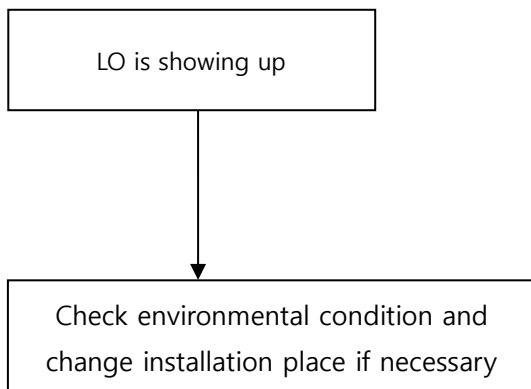 LO is showing up
Check environmental condition and
change installation place if necessary